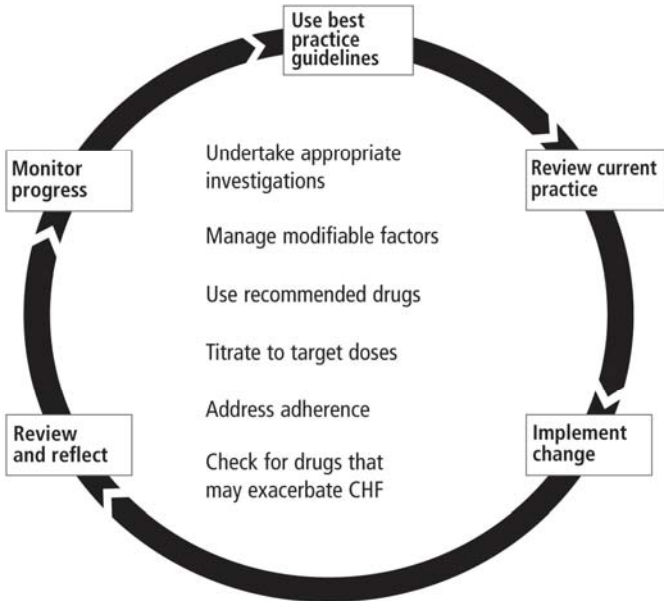 Use best
practice
guidelines
Monitor
progress
Undertake appropriate
investigations
Review current
practice
Manage modifiable factors
Use recommended drugs
Titrate to target doses
Address adherence
Review
and reflect
Implement
change
Check for drugs that
may exacerbate CHF